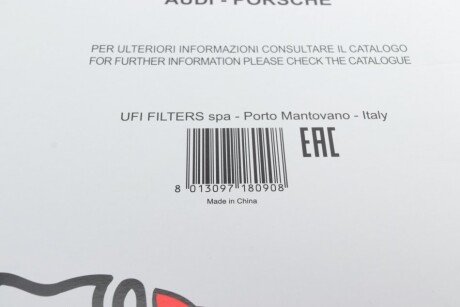 AUDI - PORSCHE
PER ULTERIORI INFORMAZIONI CONSULTARE IL CATALOGO
FOR FURTHER INFORMATION PLEASE CHECK THE CATALOGUE
UFI FILTERS spa - Porto Mantovano - Italy
EAC
8 013097 180908
Made in China